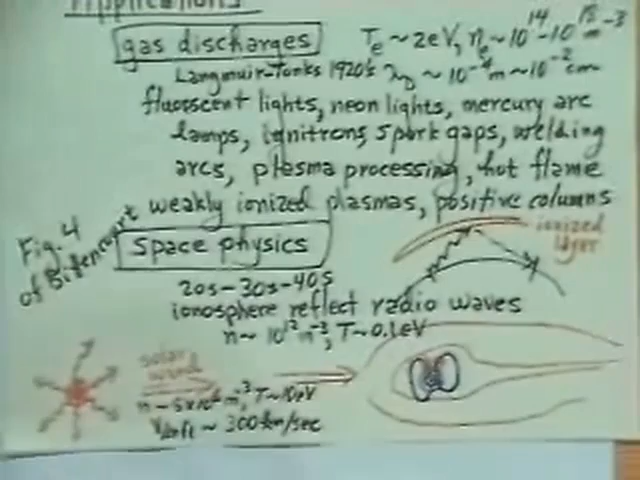 Applications
gas discharges
Te ~ 2eV, ne ~ 10^14 - 10^15 m^-3
Langmuir-Tonks 1920's λD ~ 10^-4 m ~ 10^-2 cm
fluorescent lights, neon lights, mercury arc
lamps, ignitrons, spark gaps, welding
arcs, plasma processing, hot flame
weakly ionized plasmas, positive columns
Fig. 4
of Bittencourt
Space physics
ionized
layer
20s-30s-40s
ionosphere reflect radio waves
n ~ 10^12 m^-3, T ~ 0.1eV
solar
wind
n ~ 5x10^6 m^-3, T ~ 10eV
Vdrift ~ 300 km/sec